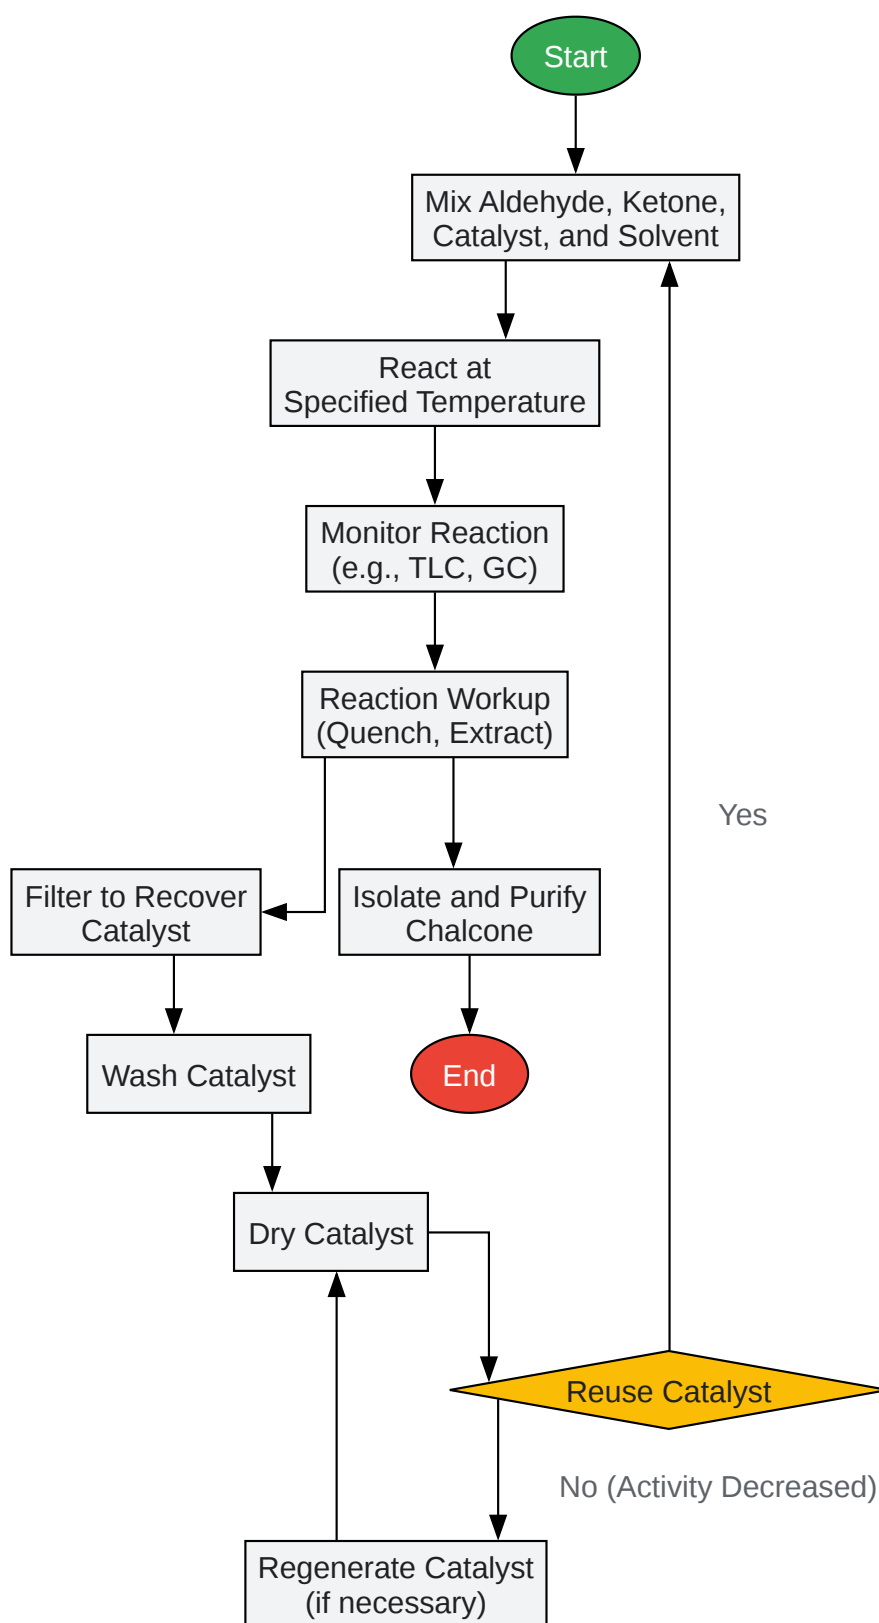 Start
Mix Aldehyde, Ketone,
Catalyst, and Solvent
React at
Specified Temperature
Monitor Reaction
(e.g., TLC, GC)
Reaction Workup
(Quench, Extract)
Yes
Filter to Recover
Catalyst
Isolate and Purify
Chalcone
Wash Catalyst
End
Dry Catalyst
Reuse Catalyst
No (Activity Decreased)
Regenerate Catalyst
(if necessary)